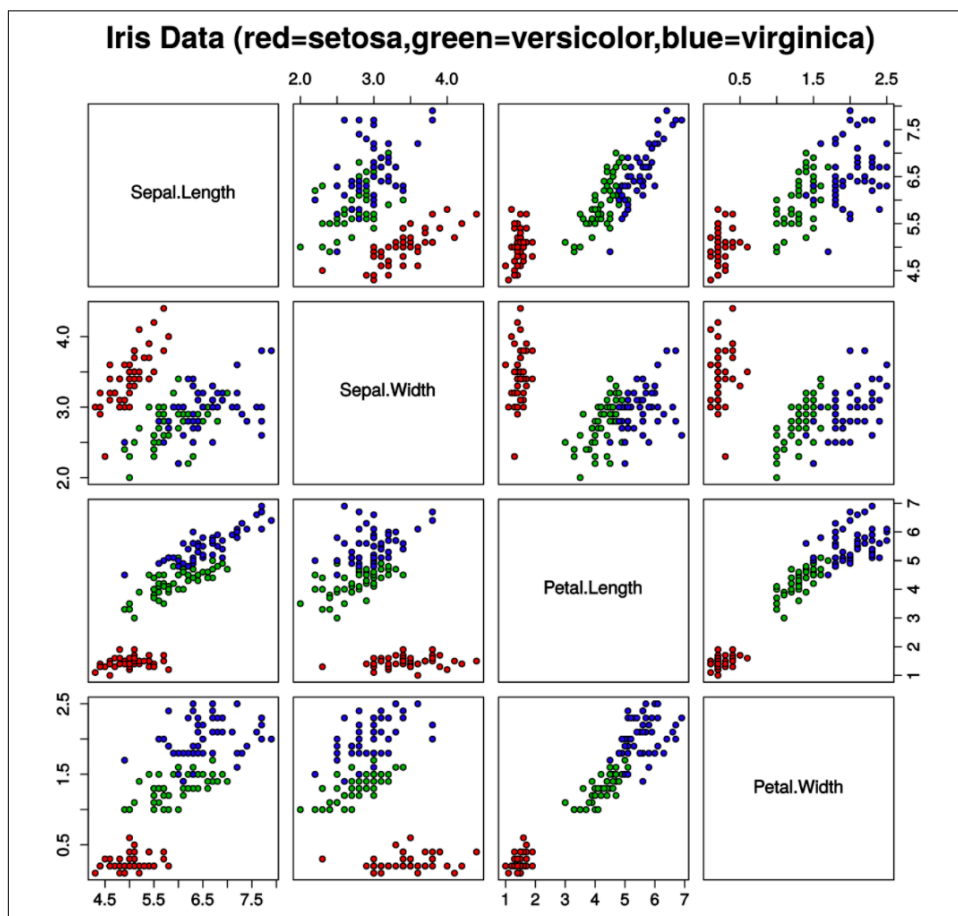 Iris Data (red=setosa,green=versicolor,blue=virginica)
2.0 3.0 4.0 0.5 1.5 2.5
Sepal.Length
4.5 5.5 6.5 7.5
2.0 3.0 4.0
Sepal.Width
Petal.Length
1 2 3 4 5 6 7
0.5 1.5 2.5
Petal.Width
4.5 5.5 6.5 7.5 1 2 3 4 5 6 7